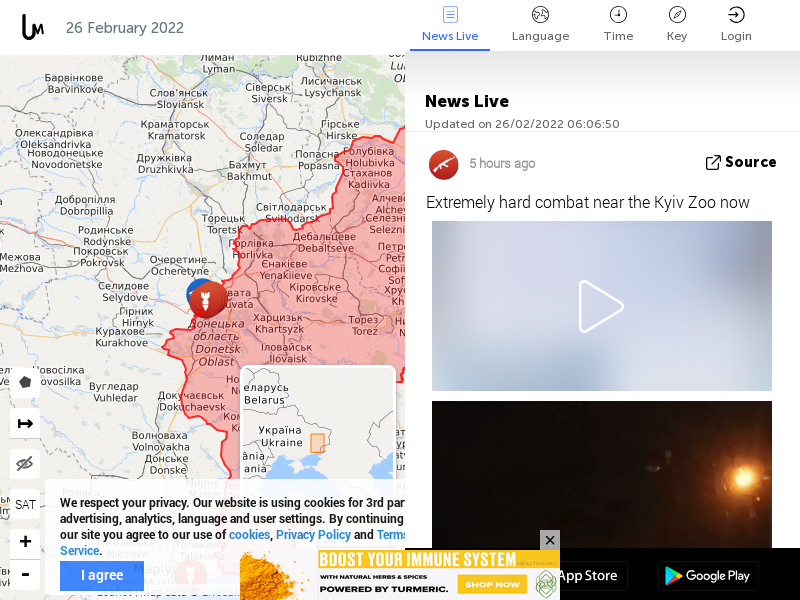 26 February 2022
News Live
Language
Time
Key
Login
News Live
Updated on 26/02/2022 06:06:50
5 hours ago
Source
Extremely hard combat near the Kyiv Zoo now
Лиман
Lyman
Rubizhne
Барвінкове
Barvinkove
Слов'янськ
Sloviansk
Сіверськ
Siversk
Лисичанськ
Lysychansk
Краматорськ
Kramatorsk
Олександрівка
Oleksandrivka
Новодонецьке
Novodonetske
Соледар
Soledar
Гірське
Hirske
Дружківка
Druzhkivka
Бахмут
Bakhmut
Попасна
Popasna
Голубівка
Holubivka
Стаханов
Kadiivka
Добропілля
Dobropillia
Торецьк
Світлодарськ
Svitlodarsk
Родинське
Rodynske
Покровськ
Pokrovsk
Межова
Mezhova
Дебальцеве
Debaltseve
Горлівка
Horlivka
Очеретине
Ocheretyne
Єнакієве
Yenakiieve
Селидове
Selydove
Кіровське
Kirovske
Гірник
Hirnyk
Курахове
Kurakhove
Донецька
область
Donetsk
Oblast
Харцизьк
Khartsyzk
Торез
Torez
Іловайськ
Ilovaisk
Вугледар
Vuhledar
Докучаєвськ
Dokuchaevsk
Волноваха
Volnovakha
Донське
Donske
Україна
Ukraine
Belarus
SAT
+
-
We respect your privacy. Our website is using cookies for 3rd par
advertising, analytics, language and user settings. By continuing
our site you agree to our use of cookies, Privacy Policy and Terms
Service.
I agree
BOOST YOUR IMMUNE SYSTEM
WITH NATURAL HERBS & SPICES
POWERED BY TURMERIC.
SHOP NOW
App Store
Google Play